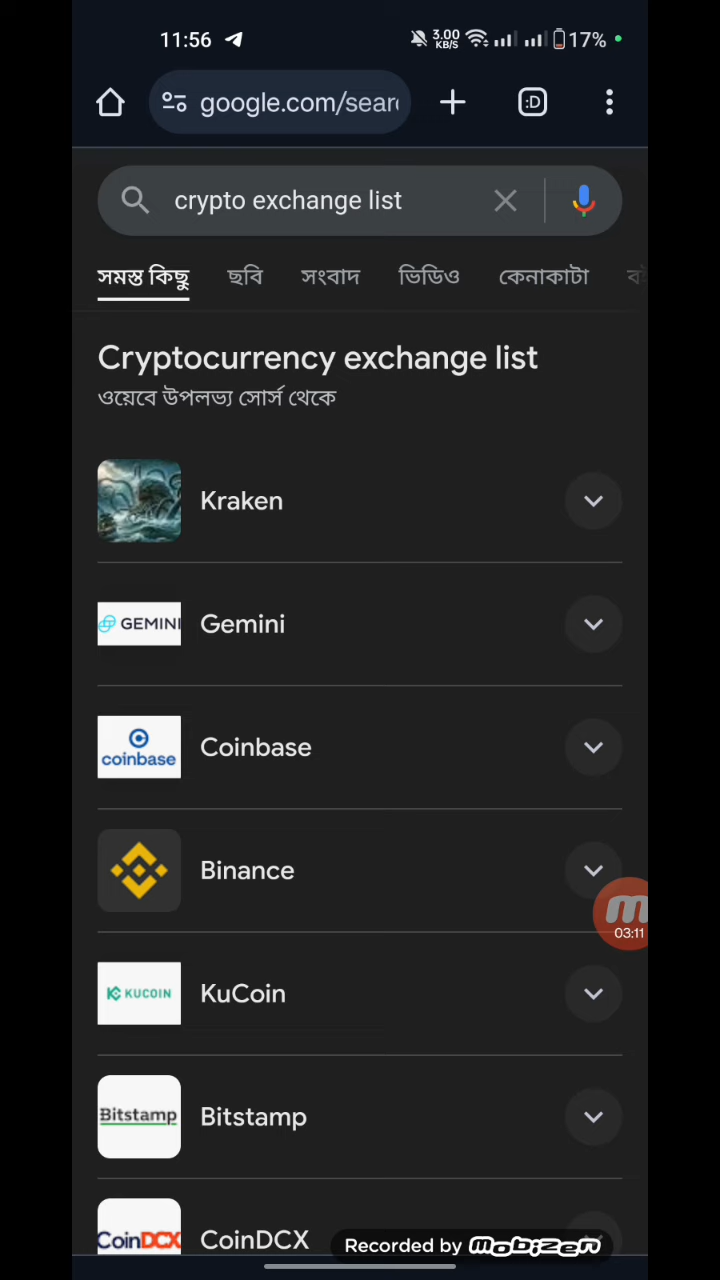 11:56
3.00 KB/S
17%
:D
google.com/sear
crypto exchange list
সমস্ত কিছু ছবি সংবাদ ভিডিও কেনাকাটা
Cryptocurrency exchange list
ওয়েবে উপলভ্য সোর্স থেকে
Kraken
GEMINI
Gemini
coinbase
Coinbase
Binance
KUCOIN
KuCoin
Bitstamp
Bitstamp
CoinDCX
CoinDCX
03:11
Recorded by mobizen